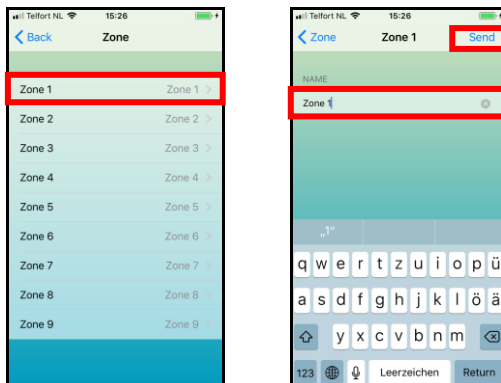 Telfort NL 15:26
Back Zone
Zone 1 Zone 1
Zone 2 Zone 2
Zone 3 Zone 3
Zone 4 Zone 4
Zone 5 Zone 5
Zone 6 Zone 6
Zone 7 Zone 7
Zone 8 Zone 8
Zone 9 Zone 9
Telfort NL 15:26
Zone Zone 1 Send
NAME
Zone 1
„1“
q w e r t z u i o p ü
a s d f g h j k l ö ä
y x c v b n m
123 Leerzeichen Return